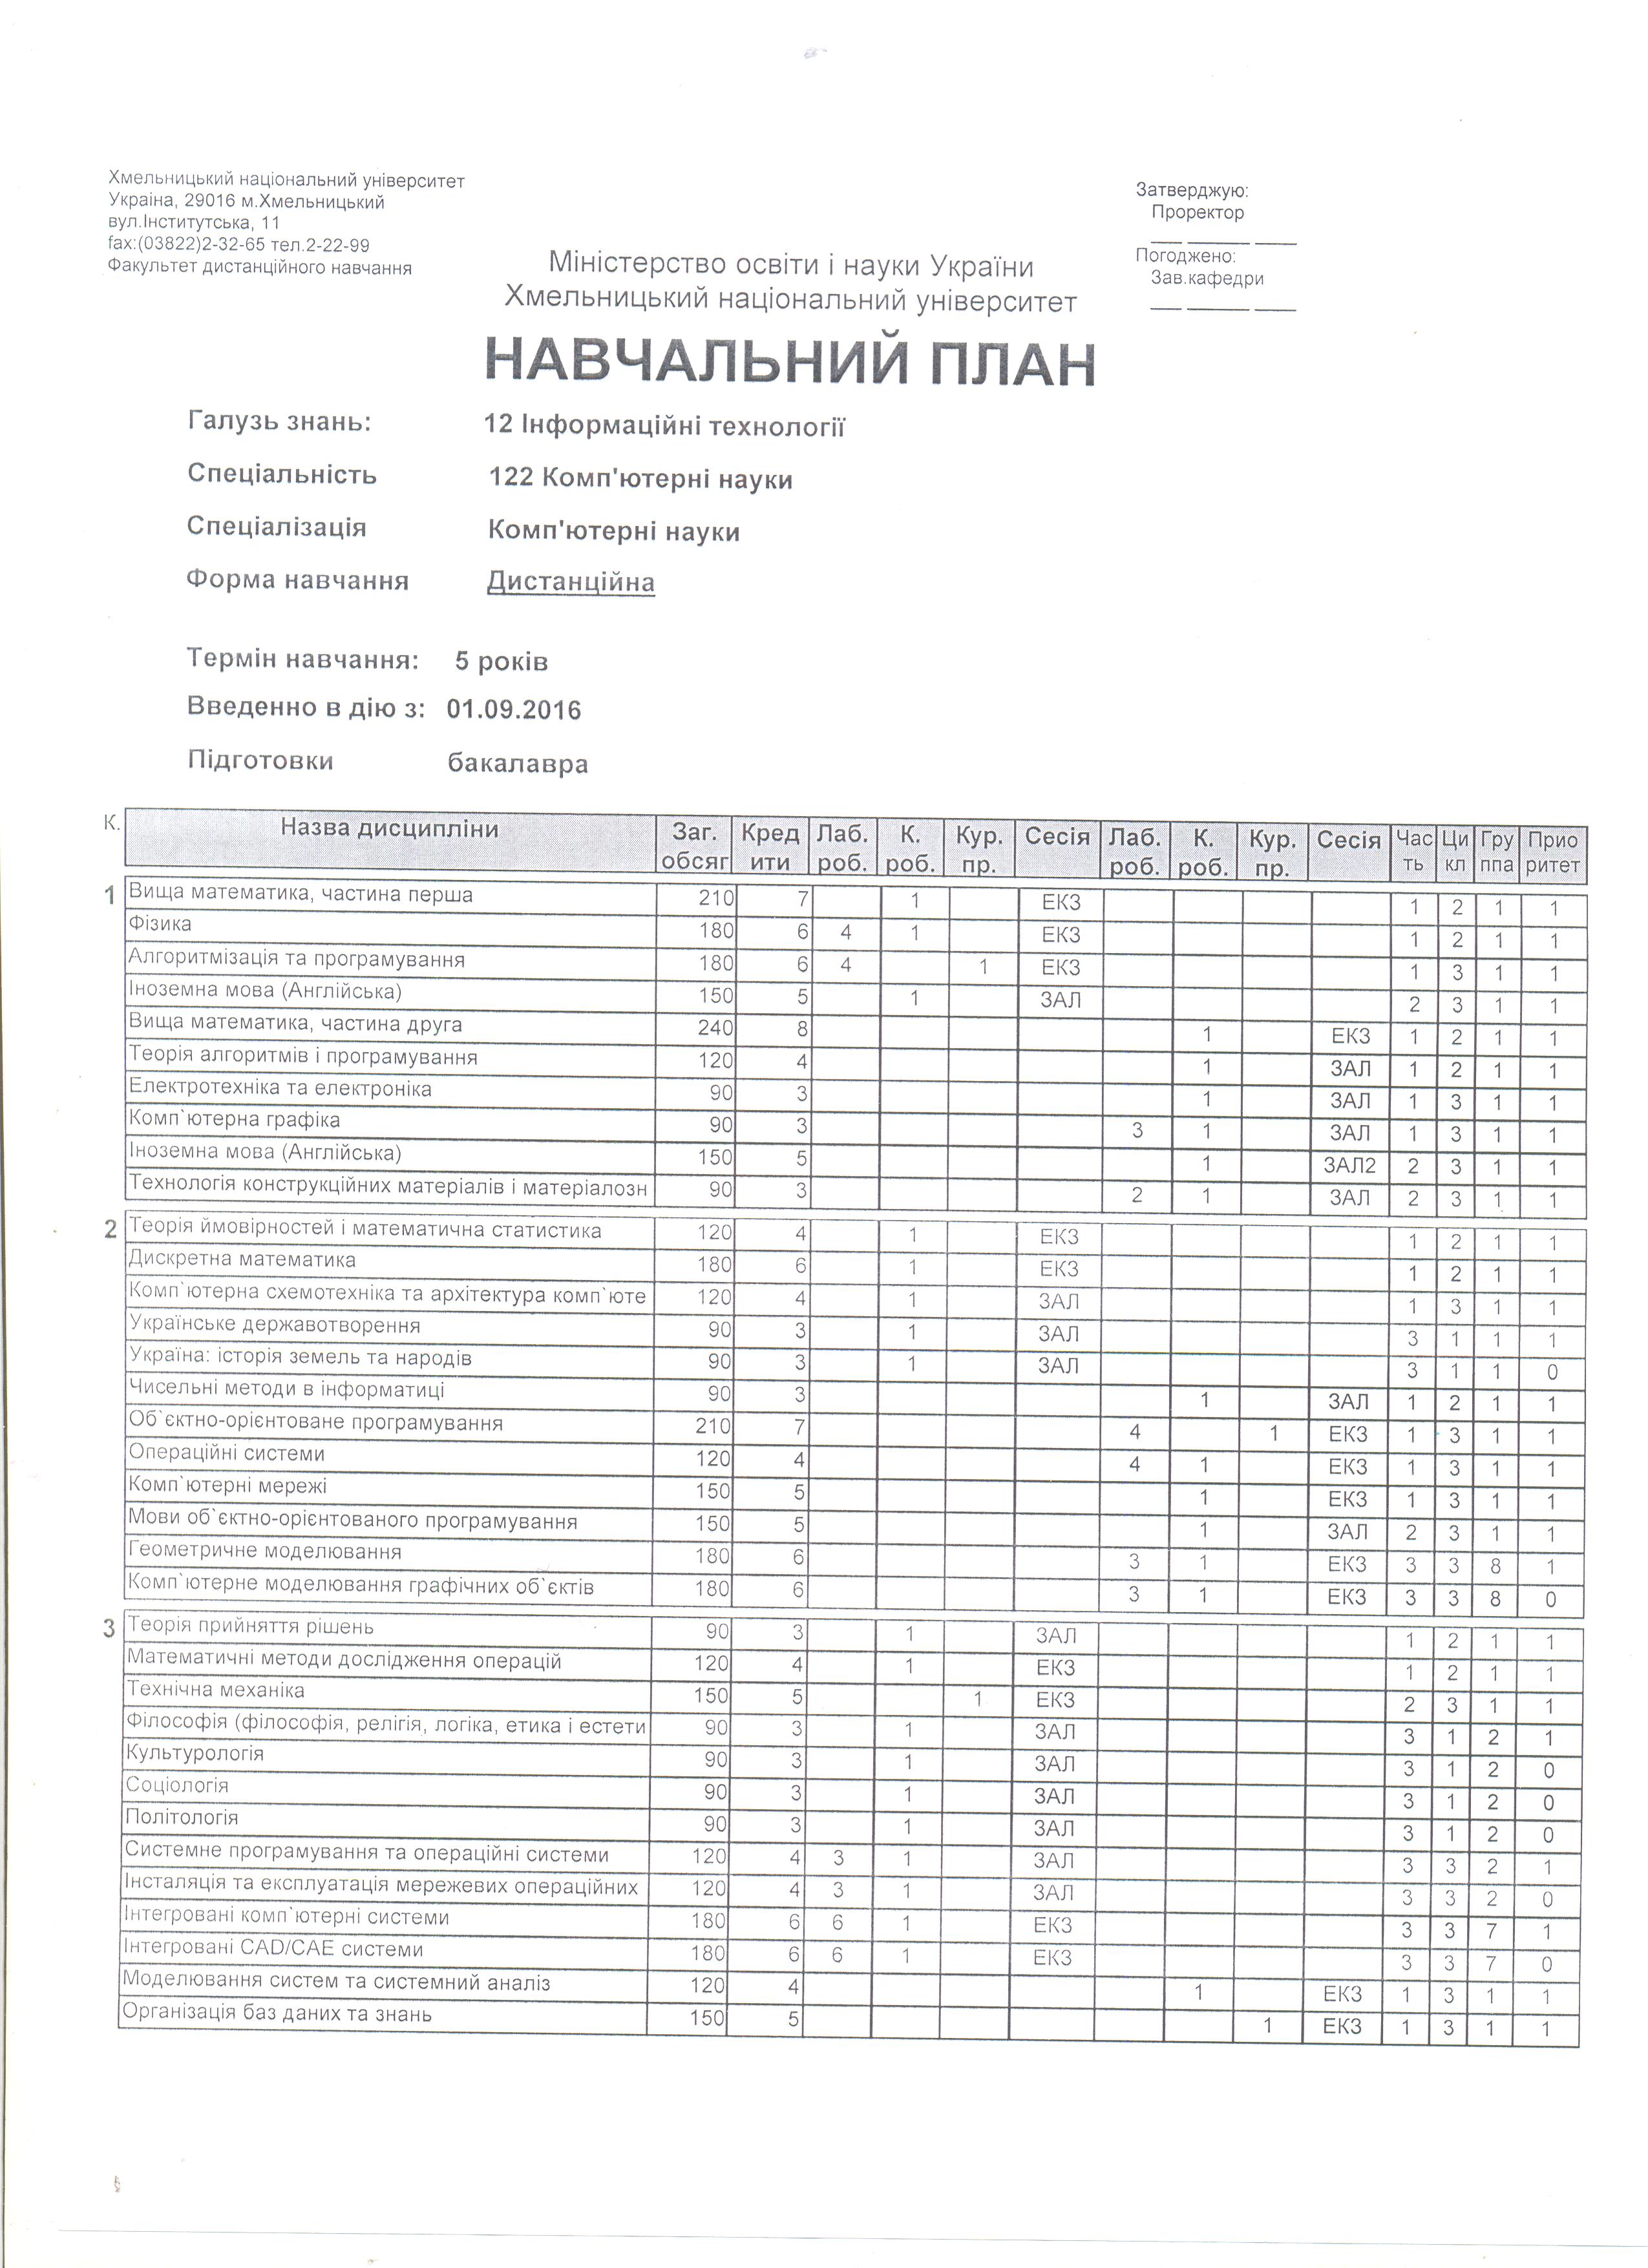 Хмельницький національний університет
Україна, 29016 м.Хмельницький
вул.Інститутська, 11
fax:(03822)2-32-65 тел.2-22-99
Факультет дистанційного навчання
Затверджую:
Проректор
Погоджено:
Зав.кафедри
Міністерство освіти і науки України
Хмельницький національний університет
НАВЧАЛЬНИЙ ПЛАН
Галузь знань: 12 Інформаційні технології
Спеціальність 122 Комп'ютерні науки
Спеціалізація Комп'ютерні науки
Форма навчання Дистанційна
Термін навчання: 5 років
Введенно в дію з: 01.09.2016
Підготовки бакалавра
К. Назва дисципліни Заг. обсяг Кред ити Лаб. роб. К. роб. Кур. пр. Сесія Лаб. роб. К. роб. Кур. пр. Сесія Час ть Ци кл Гру ппа Прио ритет
1 Вища математика, частина перша 210 7 1 ЕКЗ 1 2 1 1
Фізика 180 6 4 1 ЕКЗ 1 2 1 1
Алгоритмізація та програмування 180 6 4 1 ЕКЗ 1 3 1 1
Іноземна мова (Англійська) 150 5 1 ЗАЛ 2 3 1 1
Вища математика, частина друга 240 8 1 ЕКЗ 1 2 1 1
Теорія алгоритмів і програмування 120 4 1 ЗАЛ 1 2 1 1
Електротехніка та електроніка 90 3 1 ЗАЛ 1 3 1 1
Комп`ютерна графіка 90 3 3 1 ЗАЛ 1 3 1 1
Іноземна мова (Англійська) 150 5 1 ЗАЛ2 2 3 1 1
Технологія конструкційних матеріалів і матеріалозн 90 3 2 1 ЗАЛ 2 3 1 1
2 Теорія ймовірностей і математична статистика 120 4 1 ЕКЗ 1 2 1 1
Дискретна математика 180 6 1 ЕКЗ 1 2 1 1
Комп`ютерна схемотехніка та архітектура комп`юте 120 4 1 ЗАЛ 1 3 1 1
Українське державотворення 90 3 1 ЗАЛ 3 1 1 1
Україна: історія земель та народів 90 3 1 ЗАЛ 3 1 1 0
Чисельні методи в інформатиці 90 3 1 ЗАЛ 1 2 1 1
Об`єктно-орієнтоване програмування 210 7 4 1 ЕКЗ 1 3 1 1
Операційні системи 120 4 4 1 ЕКЗ 1 3 1 1
Комп`ютерні мережі 150 5 1 ЕКЗ 1 3 1 1
Мови об`єктно-орієнтованого програмування 150 5 1 ЗАЛ 2 3 1 1
Геометричне моделювання 180 6 3 1 ЕКЗ 3 3 8 1
Комп`ютерне моделювання графічних об`єктів 180 6 3 1 ЕКЗ 3 3 8 0
3 Теорія прийняття рішень 90 3 1 ЗАЛ 1 2 1 1
Математичні методи дослідження операцій 120 4 1 ЕКЗ 1 2 1 1
Технічна механіка 150 5 1 ЕКЗ 2 3 1 1
Філософія (філософія, релігія, логіка, етика і естети 90 3 1 ЗАЛ 3 1 2 1
Культурологія 90 3 1 ЗАЛ 3 1 2 0
Соціологія 90 3 1 ЗАЛ 3 1 2 0
Політологія 90 3 1 ЗАЛ 3 1 2 0
Системне програмування та операційні системи 120 4 3 1 ЗАЛ 3 3 2 1
Інсталяція та експлуатація мережевих операційних 120 4 3 1 ЗАЛ 3 3 2 0
Інтегровані комп`ютерні системи 180 6 6 1 ЕКЗ 3 3 7 1
Інтегровані CAD/CAE системи 180 6 6 1 ЕКЗ 3 3 7 0
Моделювання систем та системний аналіз 120 4 1 ЕКЗ 1 3 1 1
Організація баз даних та знань 150 5 1 ЕКЗ 1 3 1 1